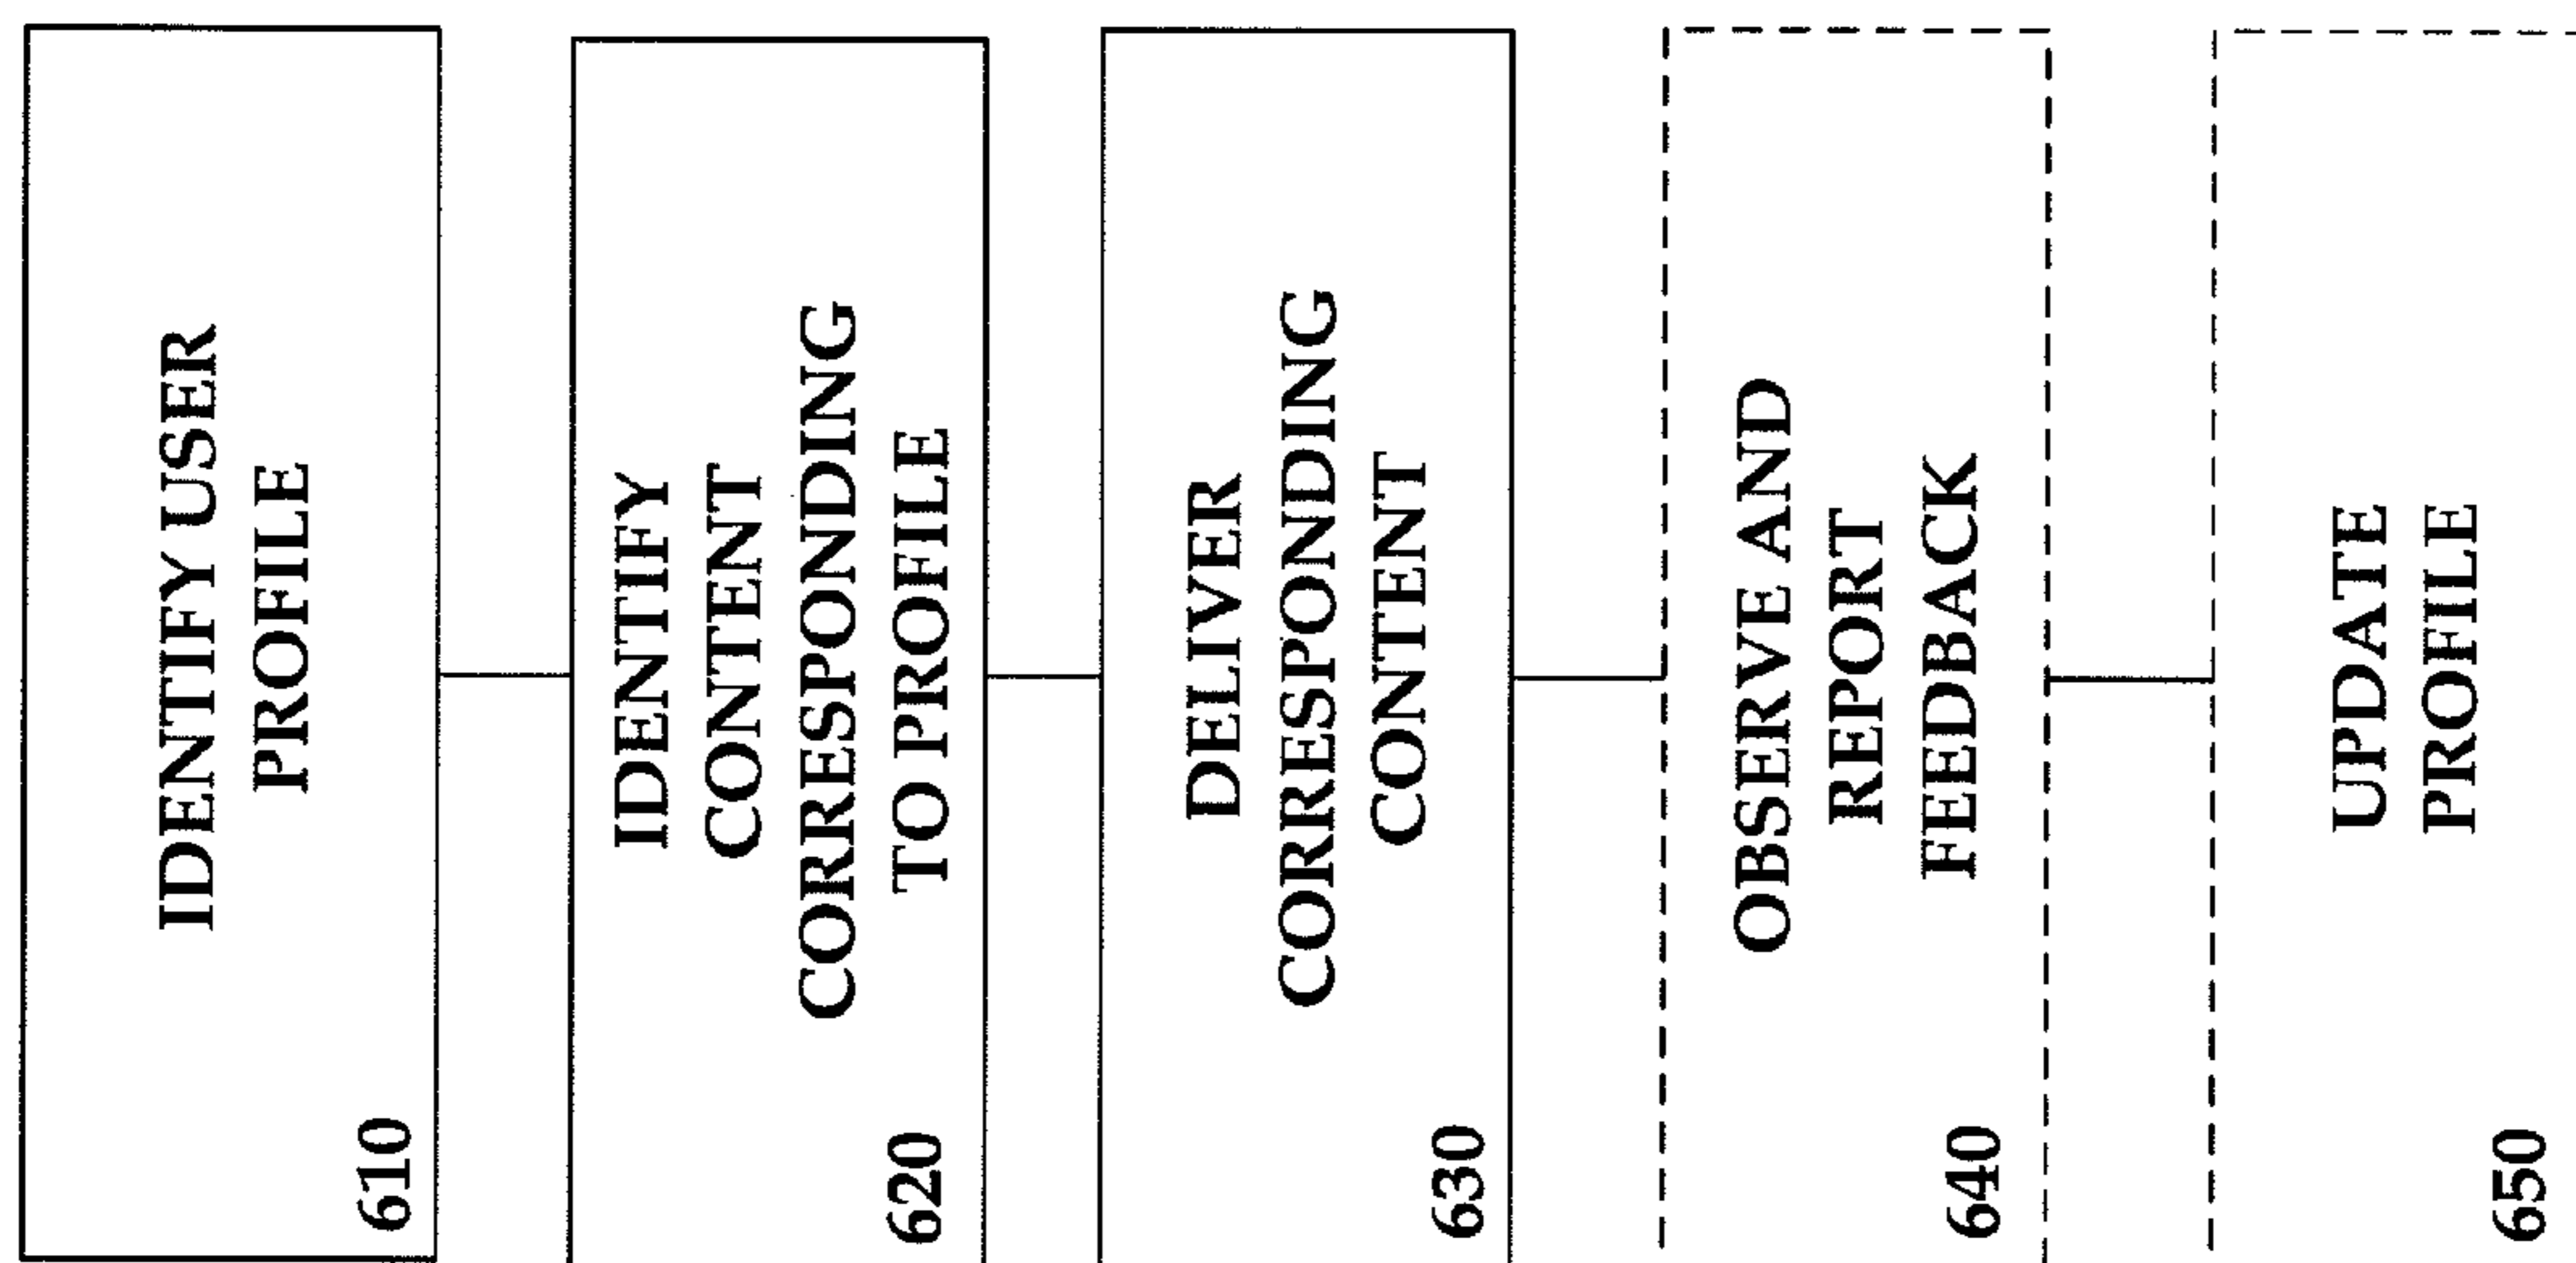 IDENTIFY USER
PROFILE
610
IDENTIFY
CONTENT
CORRESPONDING
TO PROFILE
620
DELIVER
CORRESPONDING
CONTENT
630
OBSERVE AND
REPORT
FEEDBACK
640
UPDATE
PROFILE
650